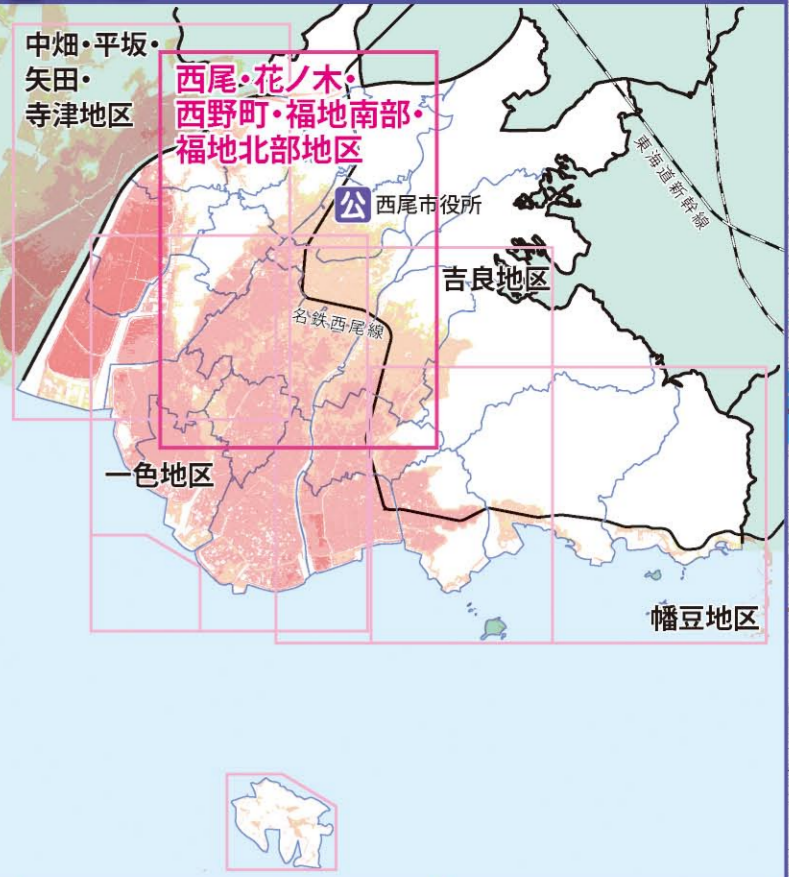 中畑・平坂・
矢田・
寺津地区
西尾・花ノ木・
西野町・福地南部・
福地北部地区
公 西尾市役所
東海道新幹線
吉良地区
名鉄西尾線
一色地区
幡豆地区